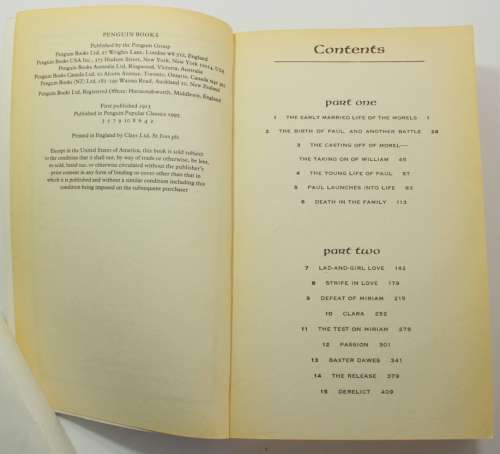 PENGUIN BOOKS
Published by the Penguin Group
Penguin Books Ltd, 27 Wrights Lane, London W8 5TZ, England
Penguin Books USA Inc., 375 Hudson Street, New York, New York 10014, USA
Penguin Books Australia Ltd, Ringwood, Victoria, Australia
Penguin Books Canada Ltd, 10 Alcorn Avenue, Toronto, Ontario, Canada M4V 3B2
Penguin Books (NZ) Ltd, 182-190 Wairau Road, Auckland 10, New Zealand
Penguin Books Ltd, Registered Offices: Harmondsworth, Middlesex, England
First published 1913
Published in Penguin Popular Classics 1995
3 5 7 9 10 8 6 4 2
Printed in England by Clays Ltd, St Ives plc
Except in the United States of America, this book is sold subject
to the condition that it shall not, by way of trade or otherwise, be lent,
re-sold, hired out, or otherwise circulated without the publisher's
prior consent in any form of binding or cover other than that in
which it is published and without a similar condition including this
condition being imposed on the subsequent purchaser
Contents
part one
1 THE EARLY MARRIED LIFE OF THE MORELS 1
2 THE BIRTH OF PAUL, AND ANOTHER BATTLE 28
3 THE CASTING OFF OF MOREL—
THE TAKING ON OF WILLIAM 45
4 THE YOUNG LIFE OF PAUL 57
5 PAUL LAUNCHES INTO LIFE 83
6 DEATH IN THE FAMILY 113
part two
7 LAD-AND-GIRL LOVE 142
8 STRIFE IN LOVE 179
9 DEFEAT OF MIRIAM 215
10 CLARA 252
11 THE TEST ON MIRIAM 278
12 PASSION 301
13 BAXTER DAWES 341
14 THE RELEASE 379
15 DERELICT 409